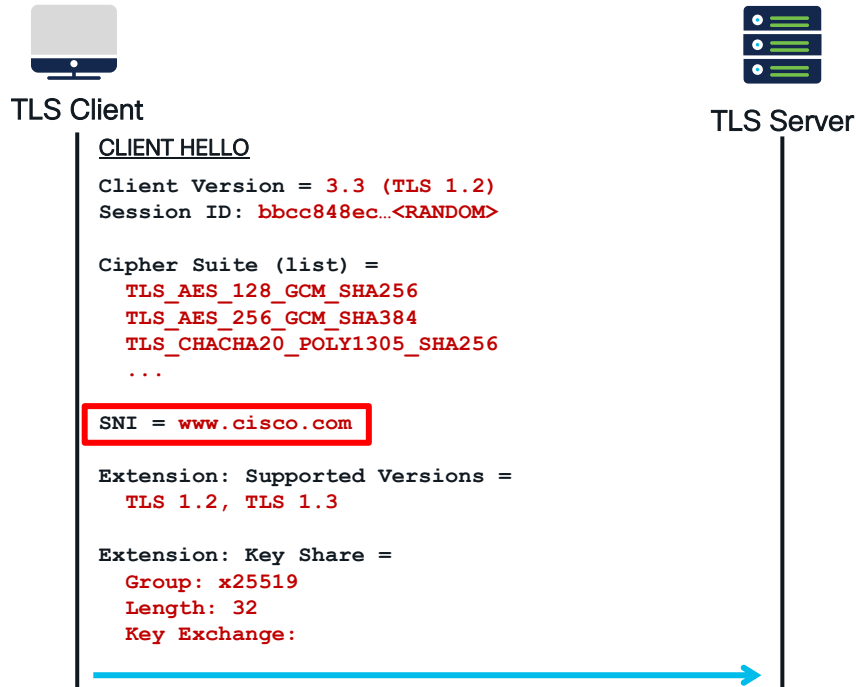 TLS Client
TLS Server
CLIENT HELLO
Client Version = 3.3 (TLS 1.2)
Session ID: bbcc848ec…<RANDOM>
Cipher Suite (list) =
TLS_AES_128_GCM_SHA256
TLS_AES_256_GCM_SHA384
TLS_CHACHA20_POLY1305_SHA256
...
SNI = www.cisco.com
Extension: Supported Versions =
TLS 1.2, TLS 1.3
Extension: Key Share =
Group: x25519
Length: 32
Key Exchange: